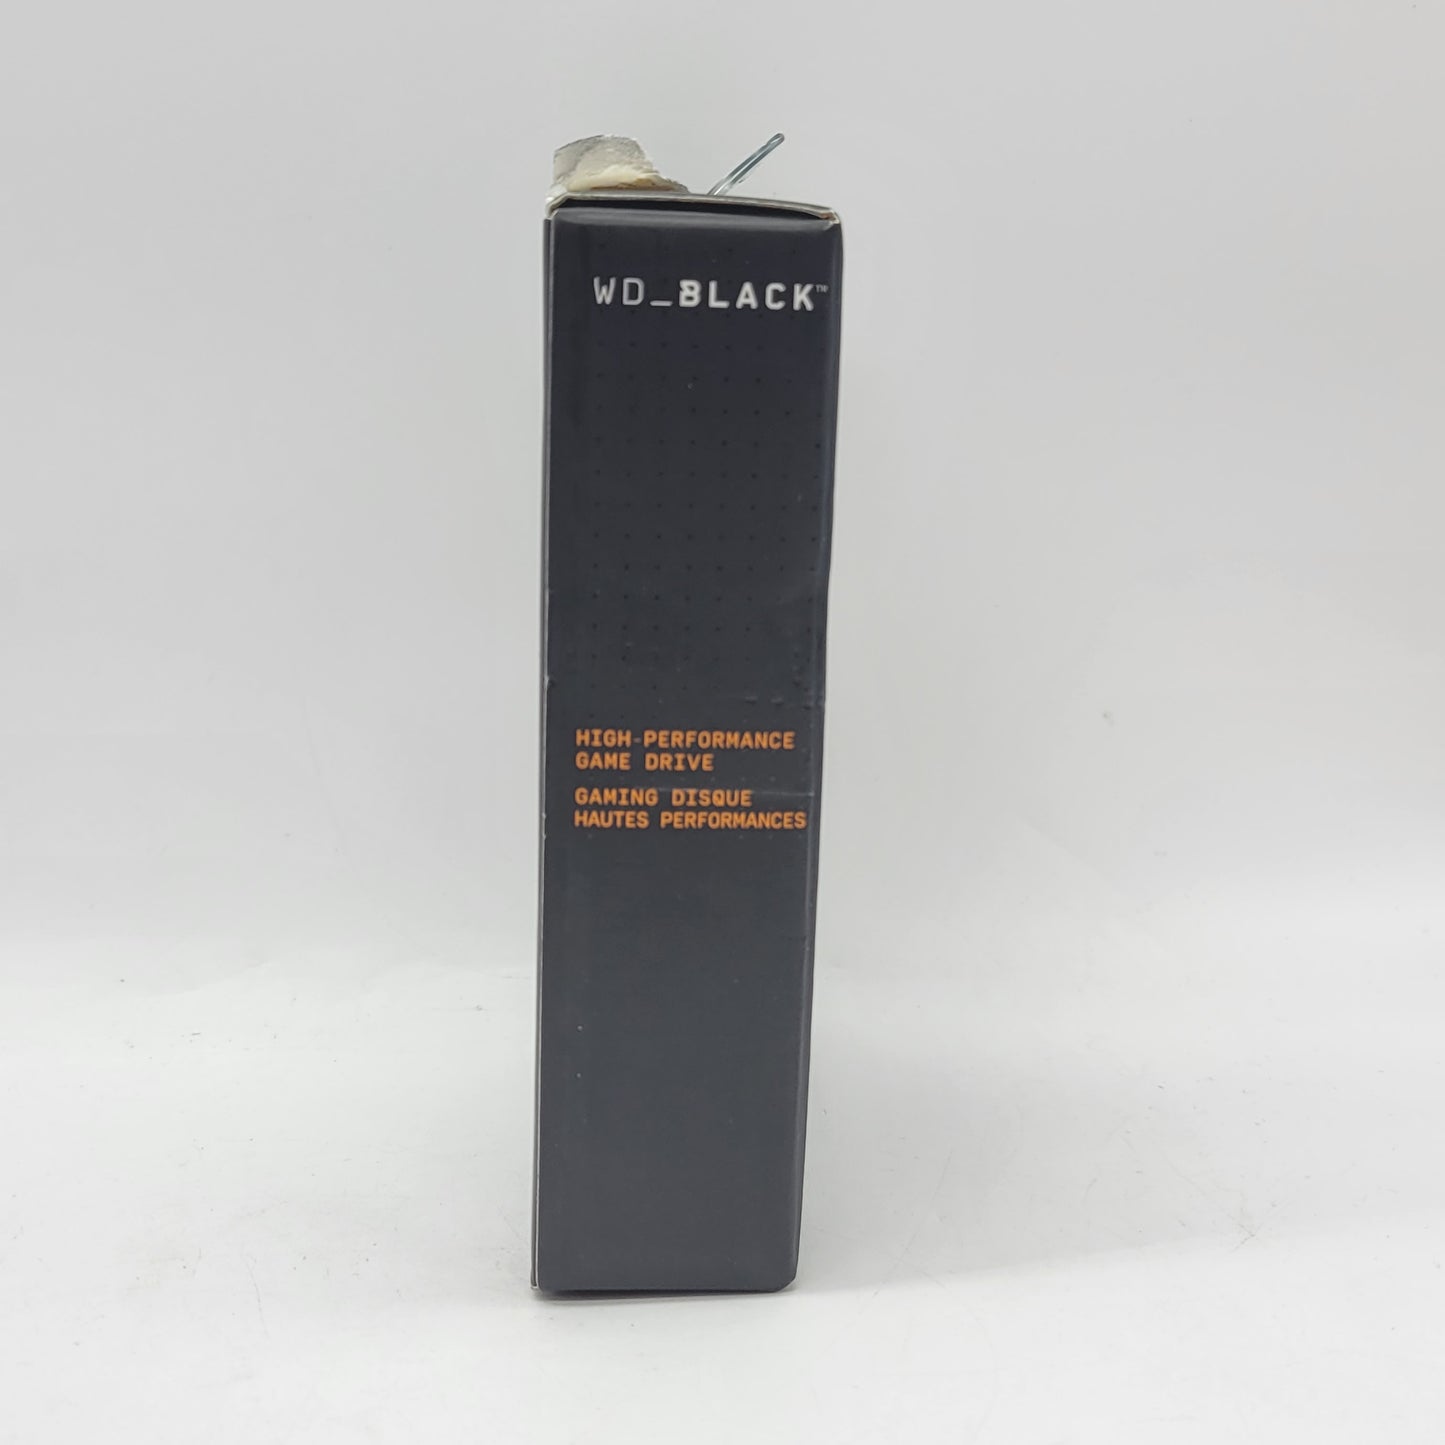 WD_BLACK™
HIGH-PERFORMANCE
GAME DRIVE
GAMING DISQUE
HAUTES PERFORMANCES